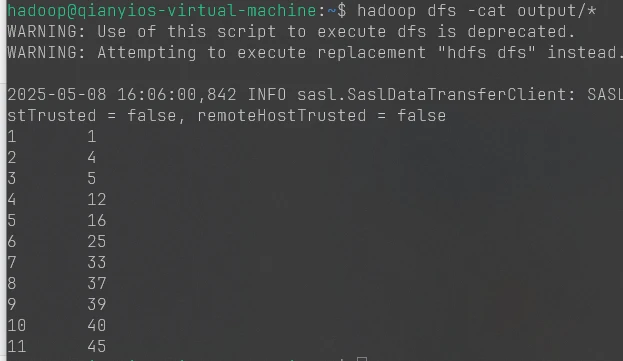 hadoop@qianyios-virtual-machine:~$ hadoop dfs -cat output/*
WARNING: Use of this script to execute dfs is deprecated.
WARNING: Attempting to execute replacement "hdfs dfs" instead.
2025-05-08 16:06:00,842 INFO sasl.SaslDataTransferClient: SASL
stTrusted = false, remoteHostTrusted = false
1 1
2 4
3 5
4 12
5 16
6 25
7 33
8 37
9 39
10 40
11 45